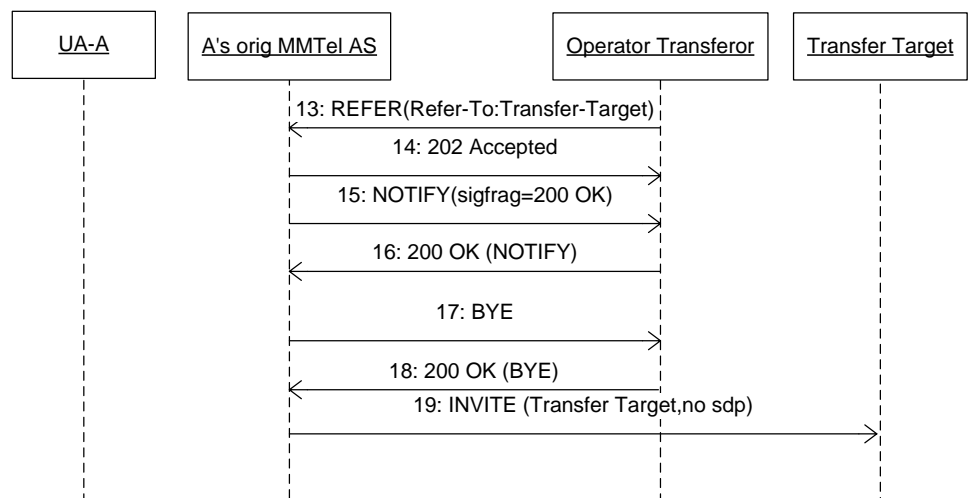 UA-A
A's orig MMTel AS
Operator Transferor
Transfer Target
13: REFER(Refer-To:Transfer-Target)
14: 202 Accepted
15: NOTIFY(sigfrag=200 OK)
16: 200 OK (NOTIFY)
17: BYE
18: 200 OK (BYE)
19: INVITE (Transfer Target,no sdp)